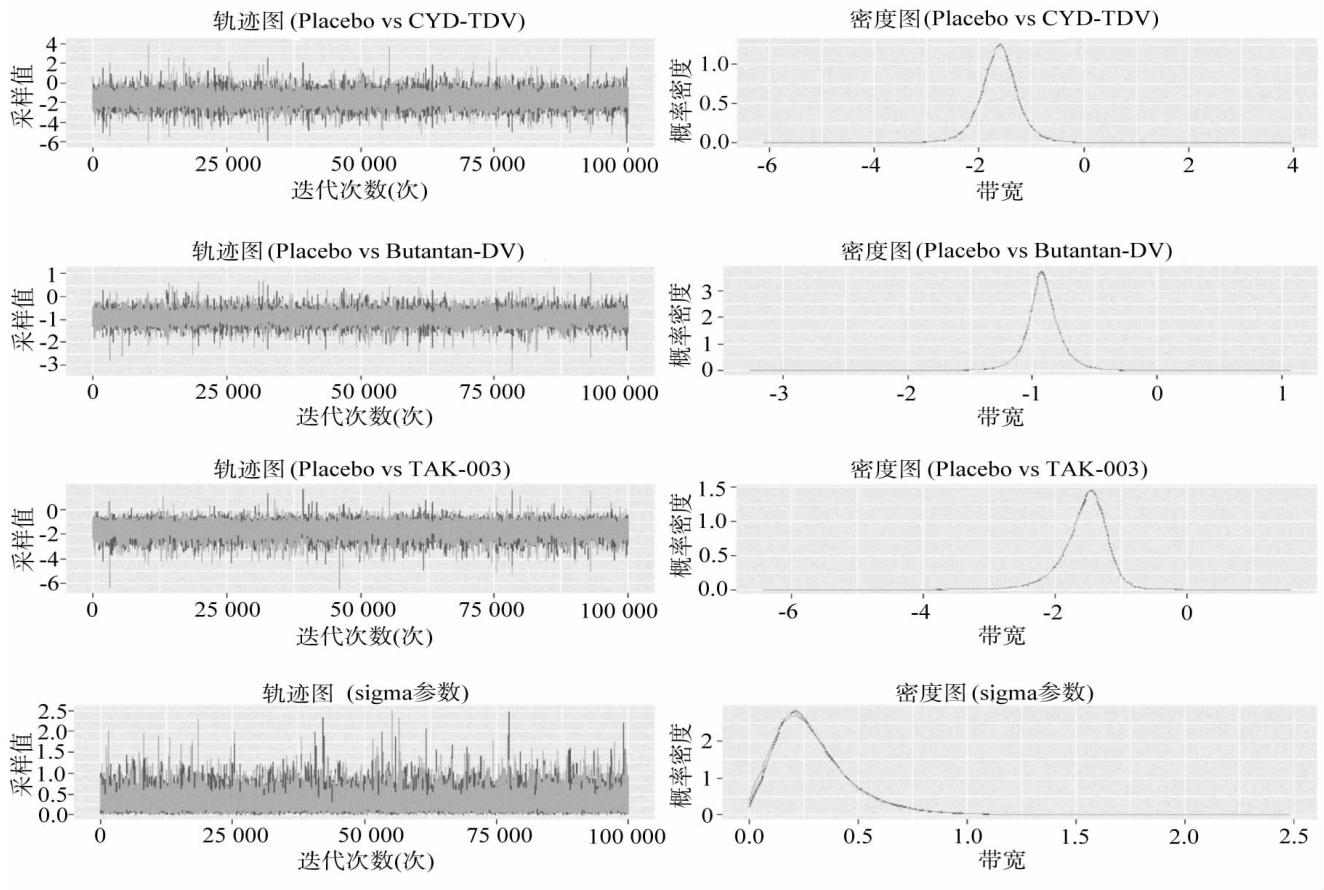 轨迹图 (Placebo vs CYD-TDV)
采样值
4
2
0
-2
-4
-6
0 25 000 50 000 75 000 100 000
迭代次数(次)
密度图 (Placebo vs CYD-TDV)
概率密度
1.0
0.5
0.0
-6 -4 -2 0 2 4
带宽
轨迹图 (Placebo vs Butantan-DV)
采样值
1
0
-1
-2
-3
0 25 000 50 000 75 000 100 000
迭代次数(次)
密度图 (Placebo vs Butantan-DV)
概率密度
3
2
1
0
-3 -2 -1 0 1
带宽
轨迹图 (Placebo vs TAK-003)
采样值
0
-2
-4
-6
0 25 000 50 000 75 000 100 000
迭代次数(次)
密度图 (Placebo vs TAK-003)
概率密度
1.5
1.0
0.5
0.0
-6 -4 -2 0
带宽
轨迹图 (sigma参数)
采样值
2.5
2.0
1.5
1.0
0.5
0.0
0 25 000 50 000 75 000 100 000
迭代次数(次)
密度图 (sigma参数)
概率密度
2
1
0
0.0 0.5 1.0 1.5 2.0 2.5
带宽